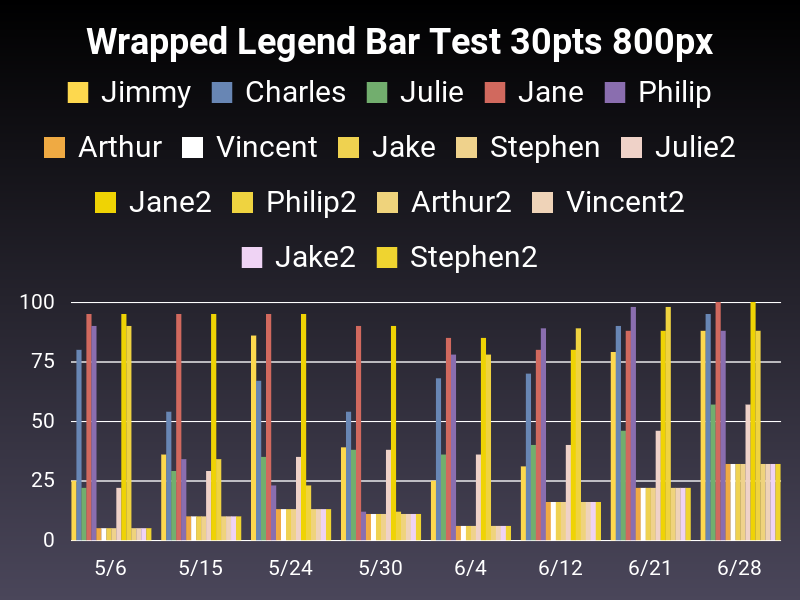 Wrapped Legend Bar Test 30pts 800px
Jimmy Charles Julie Jane Philip
Arthur Vincent Jake Stephen Julie2
Jane2 Philip2 Arthur2 Vincent2
Jake2 Stephen2
100
75
50
25
0
5/6 5/15 5/24 5/30 6/4 6/12 6/21 6/28